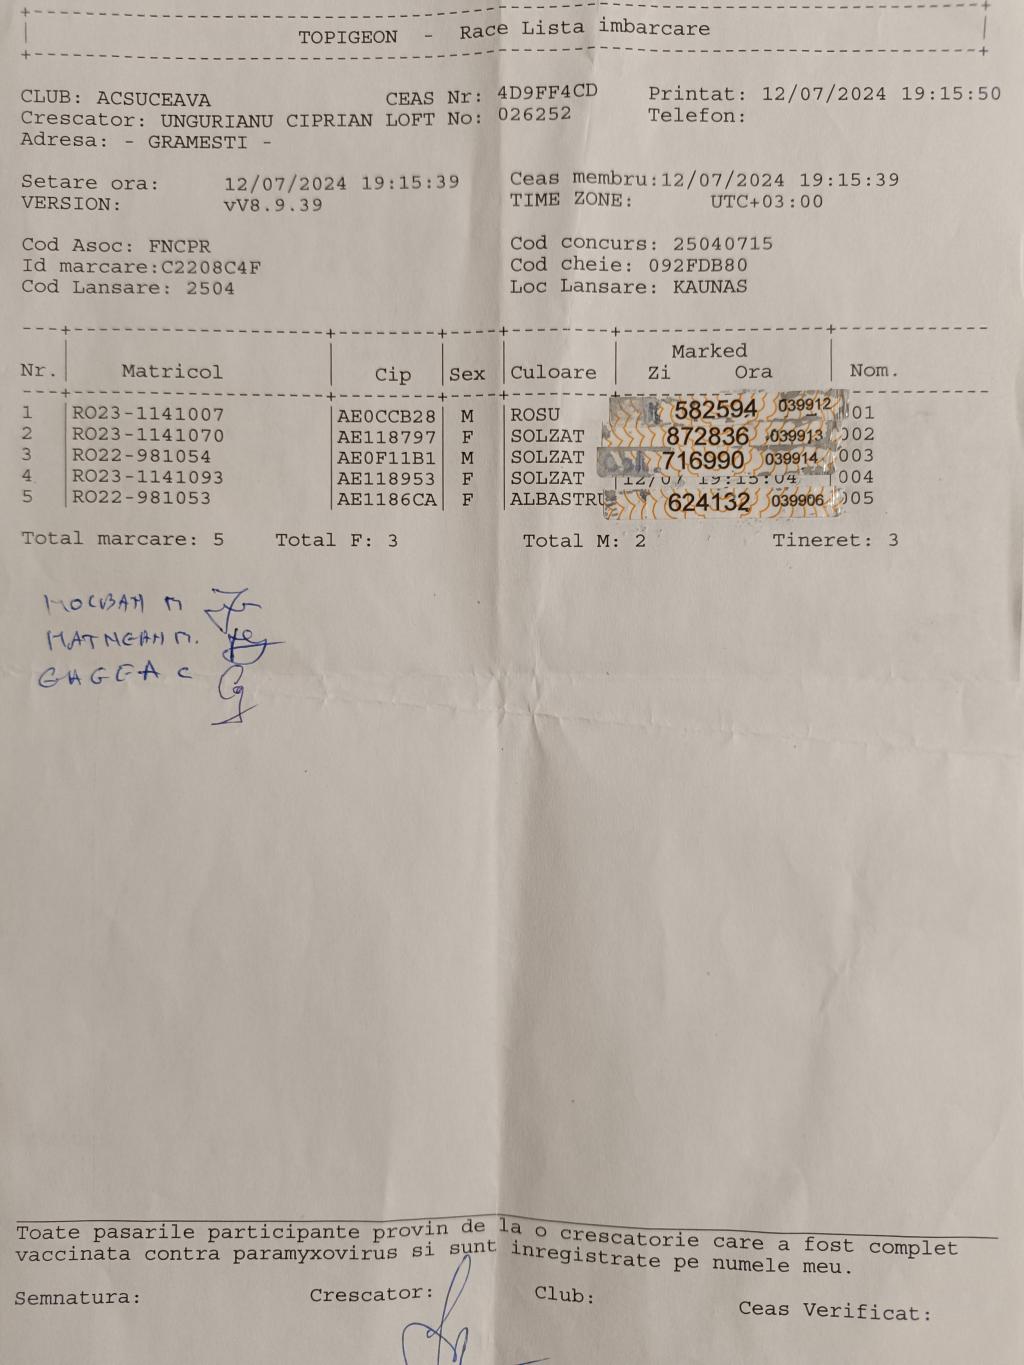 TOPIGEON - Race Lista imbarcare
CLUB: ACSUCEAVA CEAS Nr: 4D9FF4CD Printat: 12/07/2024 19:15:50
Crescator: UNGURIANU CIPRIAN LOFT No: 026252 Telefon:
Adresa: - GRAMESTI -
Setare ora: 12/07/2024 19:15:39 Ceas membru:12/07/2024 19:15:39
VERSION: vV8.9.39 TIME ZONE: UTC+03:00
Cod Asoc: FNCPR Cod concurs: 25040715
Id marcare:C2208C4F Cod cheie: 092FDB80
Cod Lansare: 2504 Loc Lansare: KAUNAS
Marked
Nr. Matricol Cip Sex Culoare Zi Ora Nom.
1 RO23-1141007 AE0CCB28 M ROSU 582594 039912 001
2 RO23-1141070 AE118797 F SOLZAT 872836 039913 002
3 RO22-981054 AE0F11B1 M SOLZAT 716990 039914 003
4 RO23-1141093 AE118953 F SOLZAT 12/07 19:15:04 004
5 RO22-981053 AE1186CA F ALBASTRU 624132 039906 005
Total marcare: 5 Total F: 3 Total M: 2 Tineret: 3
GHGEA C
Toate pasarile participante provin de la o crescatorie care a fost complet
vaccinata contra paramyxovirus si sunt inregistrate pe numele meu.
Semnatura: Crescator: Club: Ceas Verificat: